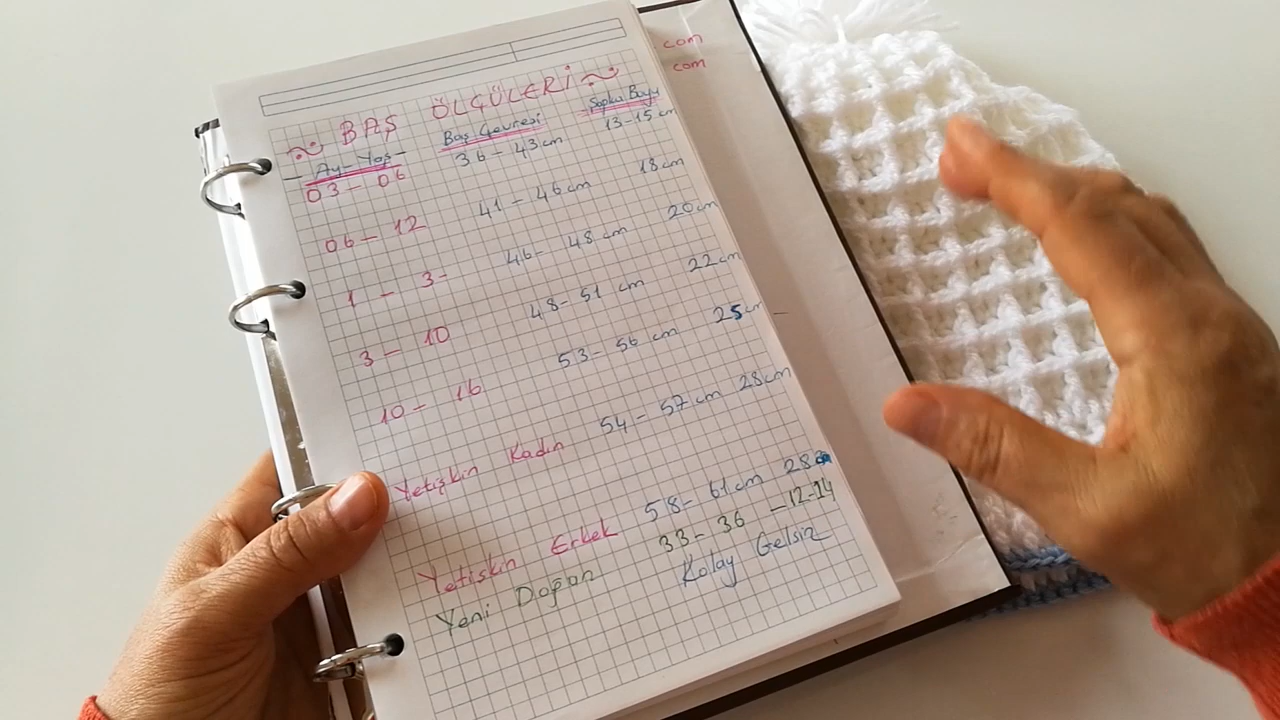 ~ BAŞ ÖLÇÜLERİ ~
- Ay - Yaş - Baş Çevresi Şapka Boyu
03 - 06 36 - 43 cm 13-15 cm
06 - 12 41 - 46 cm 18 cm
1 - 3- 46 - 48 cm 20 cm
3 - 10 48 - 51 cm 22 cm
10 - 16 53 - 56 cm 25 cm
Yetişkin Kadın 54 - 57 cm 28 cm
Yetişkin Erkek 58 - 61 cm 28
Yeni Doğan 33 - 36 - 12-14
Kolay Gelsin
com
com